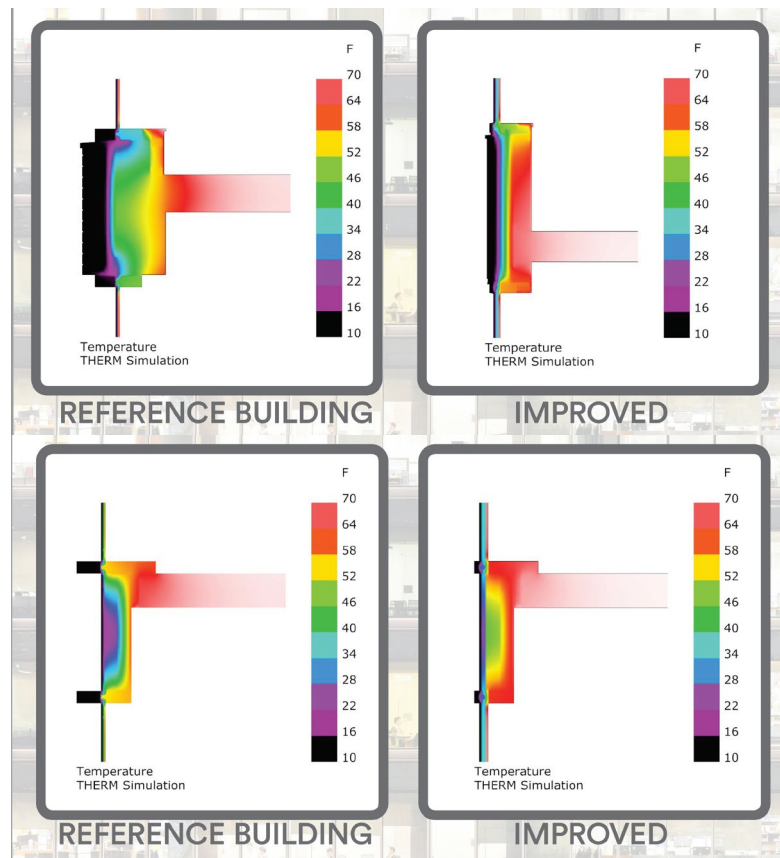 F
70
64
58
52
46
40
34
28
22
16
10
Temperature
THERM Simulation
REFERENCE BUILDING
F
70
64
58
52
46
40
34
28
22
16
10
Temperature
THERM Simulation
IMPROVED
F
70
64
58
52
46
40
34
28
22
16
10
Temperature
THERM Simulation
REFERENCE BUILDING
F
70
64
58
52
46
40
34
28
22
16
10
Temperature
THERM Simulation
IMPROVED